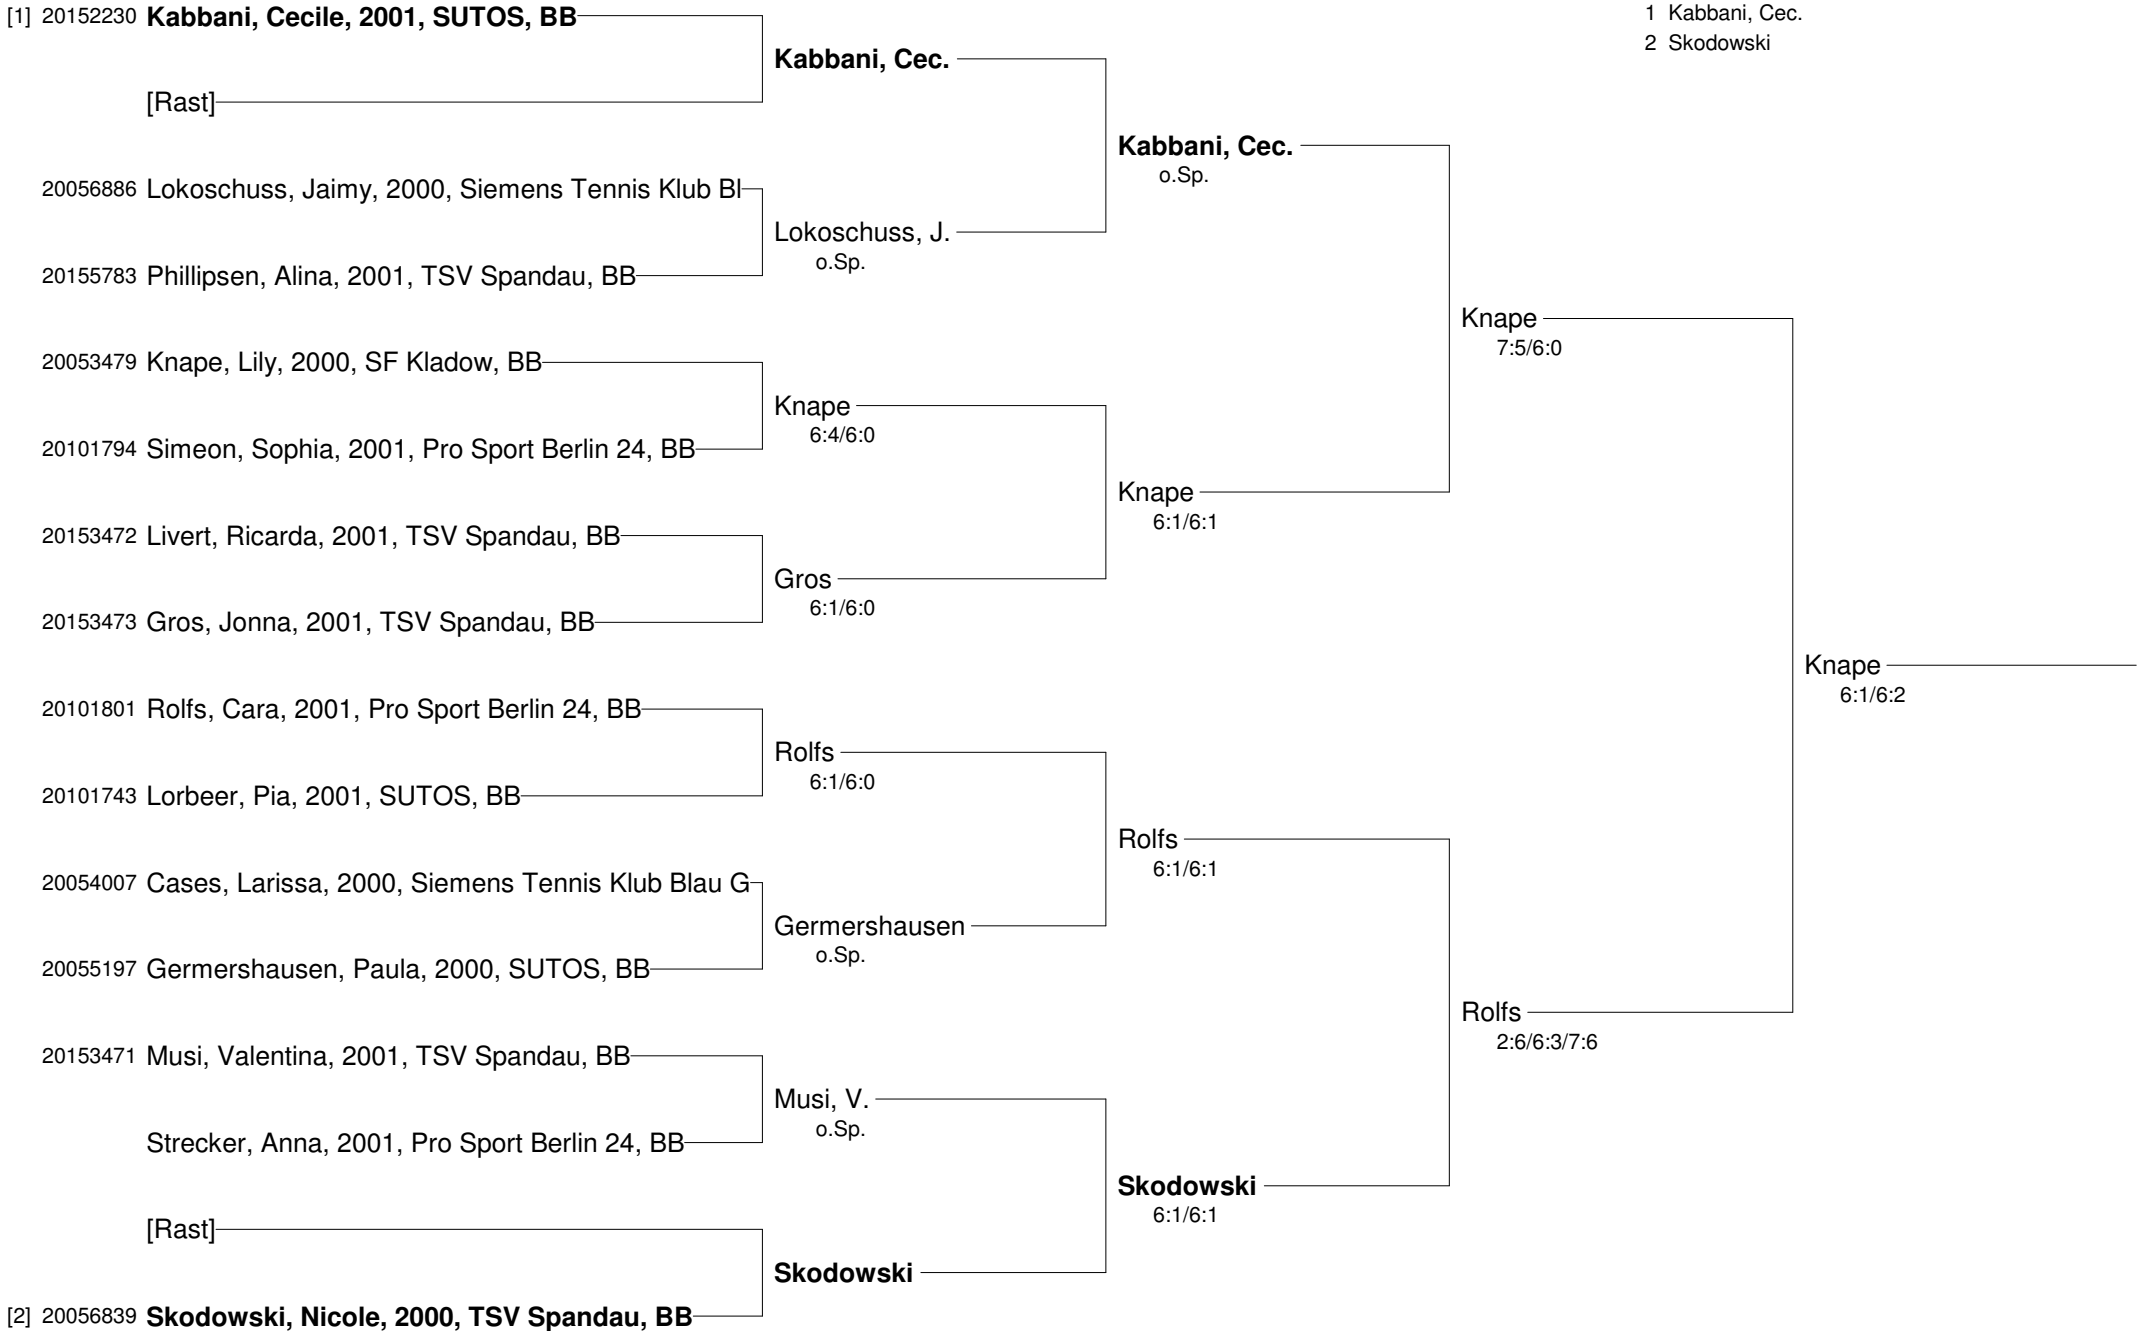 [1] 20152230 Kabbani, Cecile, 2001, SUTOS, BB
[Rast]
20056886 Lokoschuss, Jaimy, 2000, Siemens Tennis Klub Bl
20155783 Phillipsen, Alina, 2001, TSV Spandau, BB
20053479 Knape, Lily, 2000, SF Kladow, BB
20101794 Simeon, Sophia, 2001, Pro Sport Berlin 24, BB
20153472 Livert, Ricarda, 2001, TSV Spandau, BB
20153473 Gros, Jonna, 2001, TSV Spandau, BB
20101801 Rolfs, Cara, 2001, Pro Sport Berlin 24, BB
20101743 Lorbeer, Pia, 2001, SUTOS, BB
20054007 Cases, Larissa, 2000, Siemens Tennis Klub Blau G
20055197 Germershausen, Paula, 2000, SUTOS, BB
20153471 Musi, Valentina, 2001, TSV Spandau, BB
Strecker, Anna, 2001, Pro Sport Berlin 24, BB
[Rast]
[2] 20056839 Skodowski, Nicole, 2000, TSV Spandau, BB
Kabbani, Cec.
Lokoschuss, J.
o.Sp.
Knape
6:4/6:0
Gros
6:1/6:0
Rolfs
6:1/6:0
Germershausen
o.Sp.
Musi, V.
o.Sp.
Skodowski
Kabbani, Cec.
o.Sp.
Knape
6:1/6:1
Rolfs
6:1/6:1
Skodowski
6:1/6:1
Knape
7:5/6:0
Rolfs
2:6/6:3/7:6
Knape
6:1/6:2
1 Kabbani, Cec.
2 Skodowski